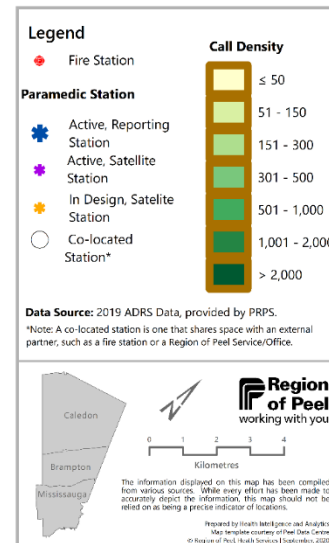 Legend
Fire Station
Paramedic Station
Active, Reporting
Station
Active, Satellite
Station
In Design, Satelite
Station
Co-located
Station*
Call Density
≤ 50
51 - 150
151 - 300
301 - 500
501 - 1,000
1,001 - 2,000
> 2,000
Data Source: 2019 ADRS Data, provided by PRPS.
*Note: A co-located station is one that shares space with an external
partner, such as a fire station or a Region of Peel Service/Office.
Caledon
Brampton
Mississauga
Region
of Peel
working with you
0 1 2 3 4
Kilometres
The information displayed on this map has been compiled
from various sources. While every effort has been made to
accurately depict the information, this map should not be
relied on as being a precise indicator of locations.
Prepared by Health Intelligence and Analytics
Map template courtesy of Peel Data Centre
© Region of Peel Health Services | September, 2020